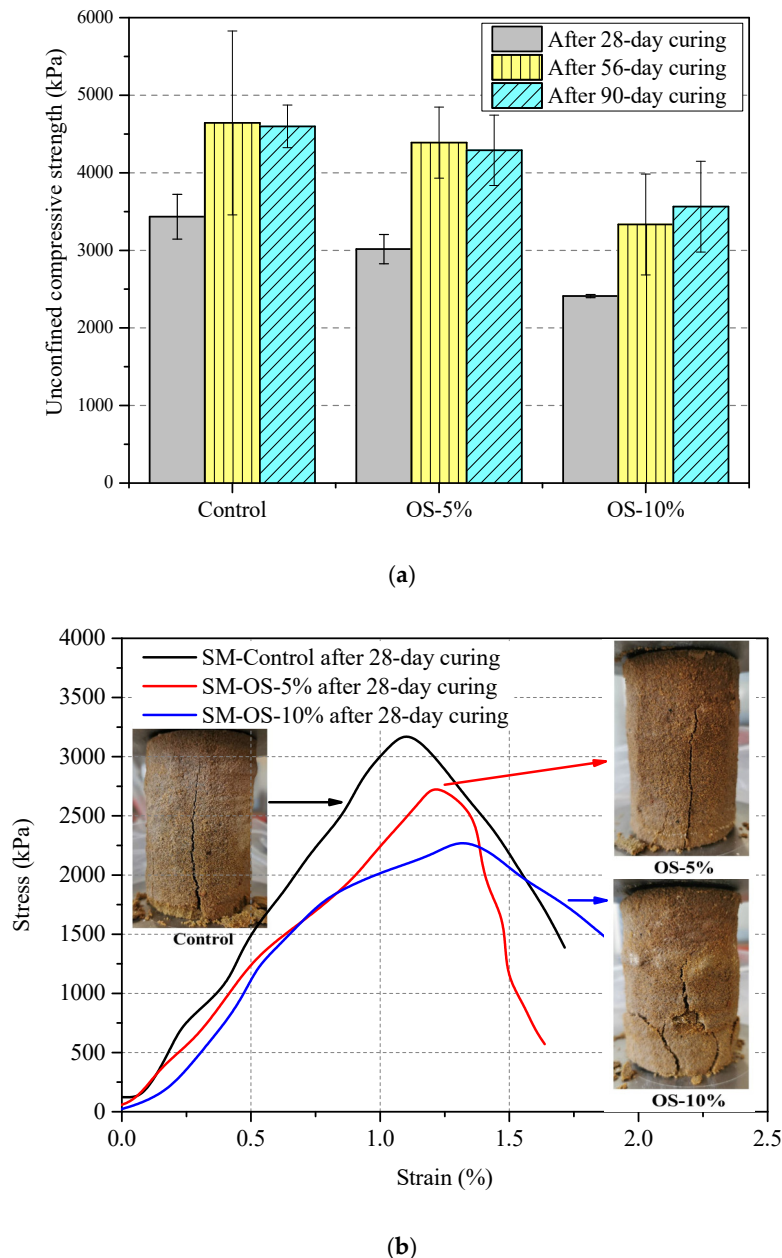 6000
5000
4000
3000
2000
1000
0
Unconfined compressive strength (kPa)
After 28-day curing
After 56-day curing
After 90-day curing
Control
OS-5%
OS-10%
(a)
4000
3500
3000
2500
2000
1500
1000
500
0
Stress (kPa)
SM-Control after 28-day curing
SM-OS-5% after 28-day curing
SM-OS-10% after 28-day curing
Control
OS-5%
OS-10%
0.0
0.5
1.0
1.5
2.0
2.5
Strain (%)
(b)